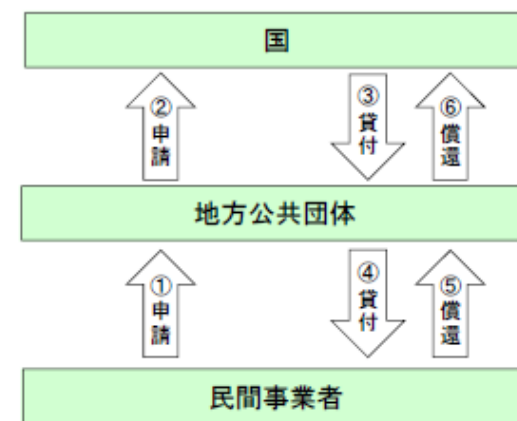 国
②申請
③貸付
⑥償還
地方公共団体
①申請
④貸付
⑤償還
民間事業者